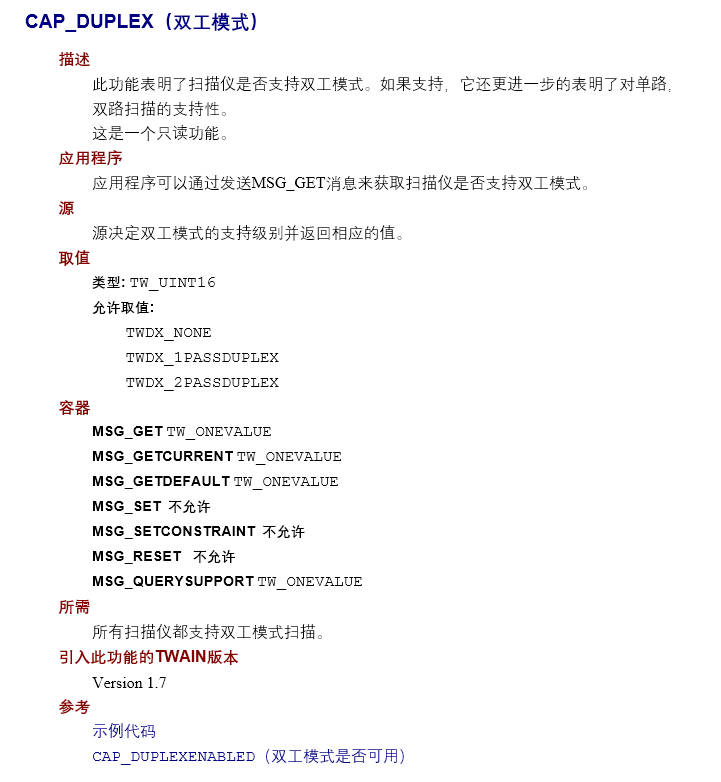 CAP_DUPLEX（双工模式）
描述
此功能表明了扫描仪是否支持双工模式。如果支持，它还更进一步的表明了对单路，
双路扫描的支持性。
这是一个只读功能。
应用程序
应用程序可以通过发送MSG_GET消息来获取扫描仪是否支持双工模式。
源
源决定双工模式的支持级别并返回相应的值。
取值
类型: TW_UINT16
允许取值:
TWDX_NONE
TWDX_1PASSDUPLEX
TWDX_2PASSDUPLEX
容器
MSG_GET TW_ONEVALUE
MSG_GETCURRENT TW_ONEVALUE
MSG_GETDEFAULT TW_ONEVALUE
MSG_SET 不允许
MSG_SETCONSTRAINT 不允许
MSG_RESET 不允许
MSG_QUERYSUPPORT TW_ONEVALUE
所需
所有扫描仪都支持双工模式扫描。
引入此功能的TWAIN版本
Version 1.7
参考
示例代码
CAP_DUPLEXENABLED（双工模式是否可用）